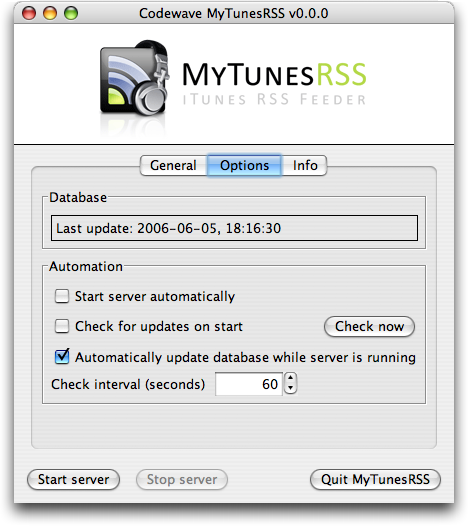 Codewave MyTunesRSS v0.0.0
MYTUNESRSS
ITUNES RSS FEEDER
General Options Info
Database
Last update: 2006-06-05, 18:16:30
Automation
Start server automatically
Check for updates on start Check now
Automatically update database while server is running
Check interval (seconds) 60
Start server Stop server Quit MyTunesRSS